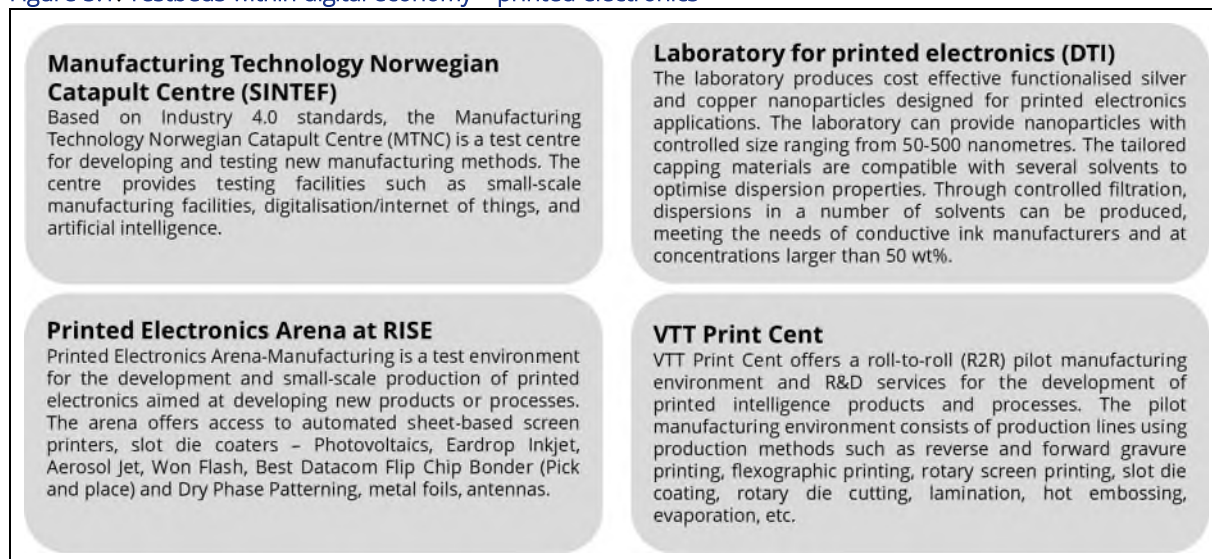 Manufacturing Technology Norwegian
Catapult Centre (SINTEF)
Based on Industry 4.0 standards, the Manufacturing
Technology Norwegian Catapult Centre (MTNC) is a test centre
for developing and testing new manufacturing methods. The
centre provides testing facilities such as small-scale
manufacturing facilities, digitalisation/internet of things, and
artificial intelligence.
Laboratory for printed electronics (DTI)
The laboratory produces cost effective functionalised silver
and copper nanoparticles designed for printed electronics
applications. The laboratory can provide nanoparticles with
controlled size ranging from 50-500 nanometres. The tailored
capping materials are compatible with several solvents to
optimise dispersion properties. Through controlled filtration,
dispersions in a number of solvents can be produced,
meeting the needs of conductive ink manufacturers and at
concentrations larger than 50 wt%.
Printed Electronics Arena at RISE
Printed Electronics Arena-Manufacturing is a test environment
for the development and small-scale production of printed
electronics aimed at developing new products or processes.
The arena offers access to automated sheet-based screen
printers, slot die coaters – Photovoltaics, Eardrop Inkjet,
Aerosol Jet, Won Flash, Best Datacom Flip Chip Bonder (Pick
and place) and Dry Phase Patterning, metal foils, antennas.
VTT Print Cent
VTT Print Cent offers a roll-to-roll (R2R) pilot manufacturing
environment and R&D services for the development of
printed intelligence products and processes. The pilot
manufacturing environment consists of production lines using
production methods such as reverse and forward gravure
printing, flexographic printing, rotary screen printing, slot die
coating, rotary die cutting, lamination, hot embossing,
evaporation, etc.